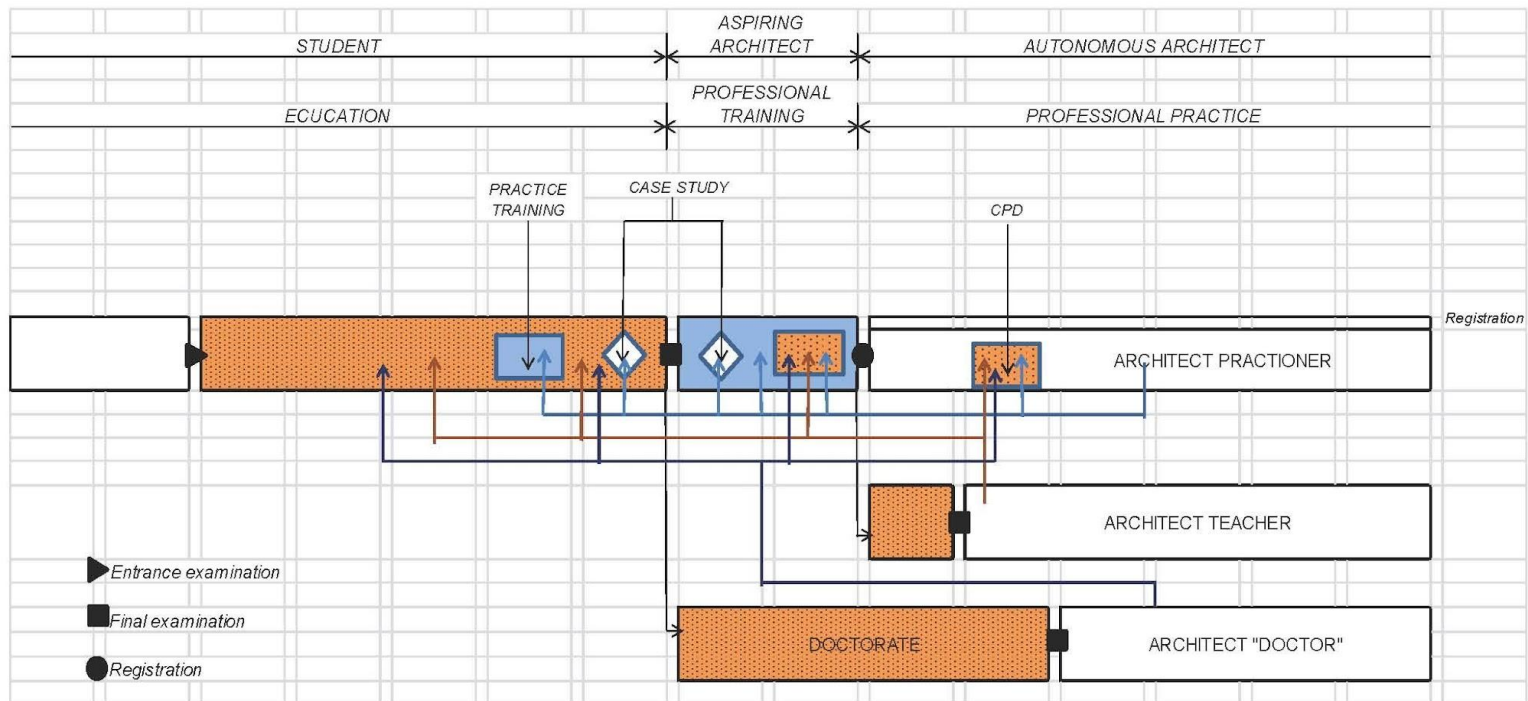 STUDENT
ASPIRING
ARCHITECT
AUTONOMOUS ARCHITECT
ECUCATION
PROFESSIONAL
TRAINING
PROFESSIONAL PRACTICE
PRACTICE
TRAINING
CASE STUDY
CPD
Registration
ARCHITECT PRACTIONER
ARCHITECT TEACHER
Entrance examination
Final examination
Registration
DOCTORATE
ARCHITECT "DOCTOR"